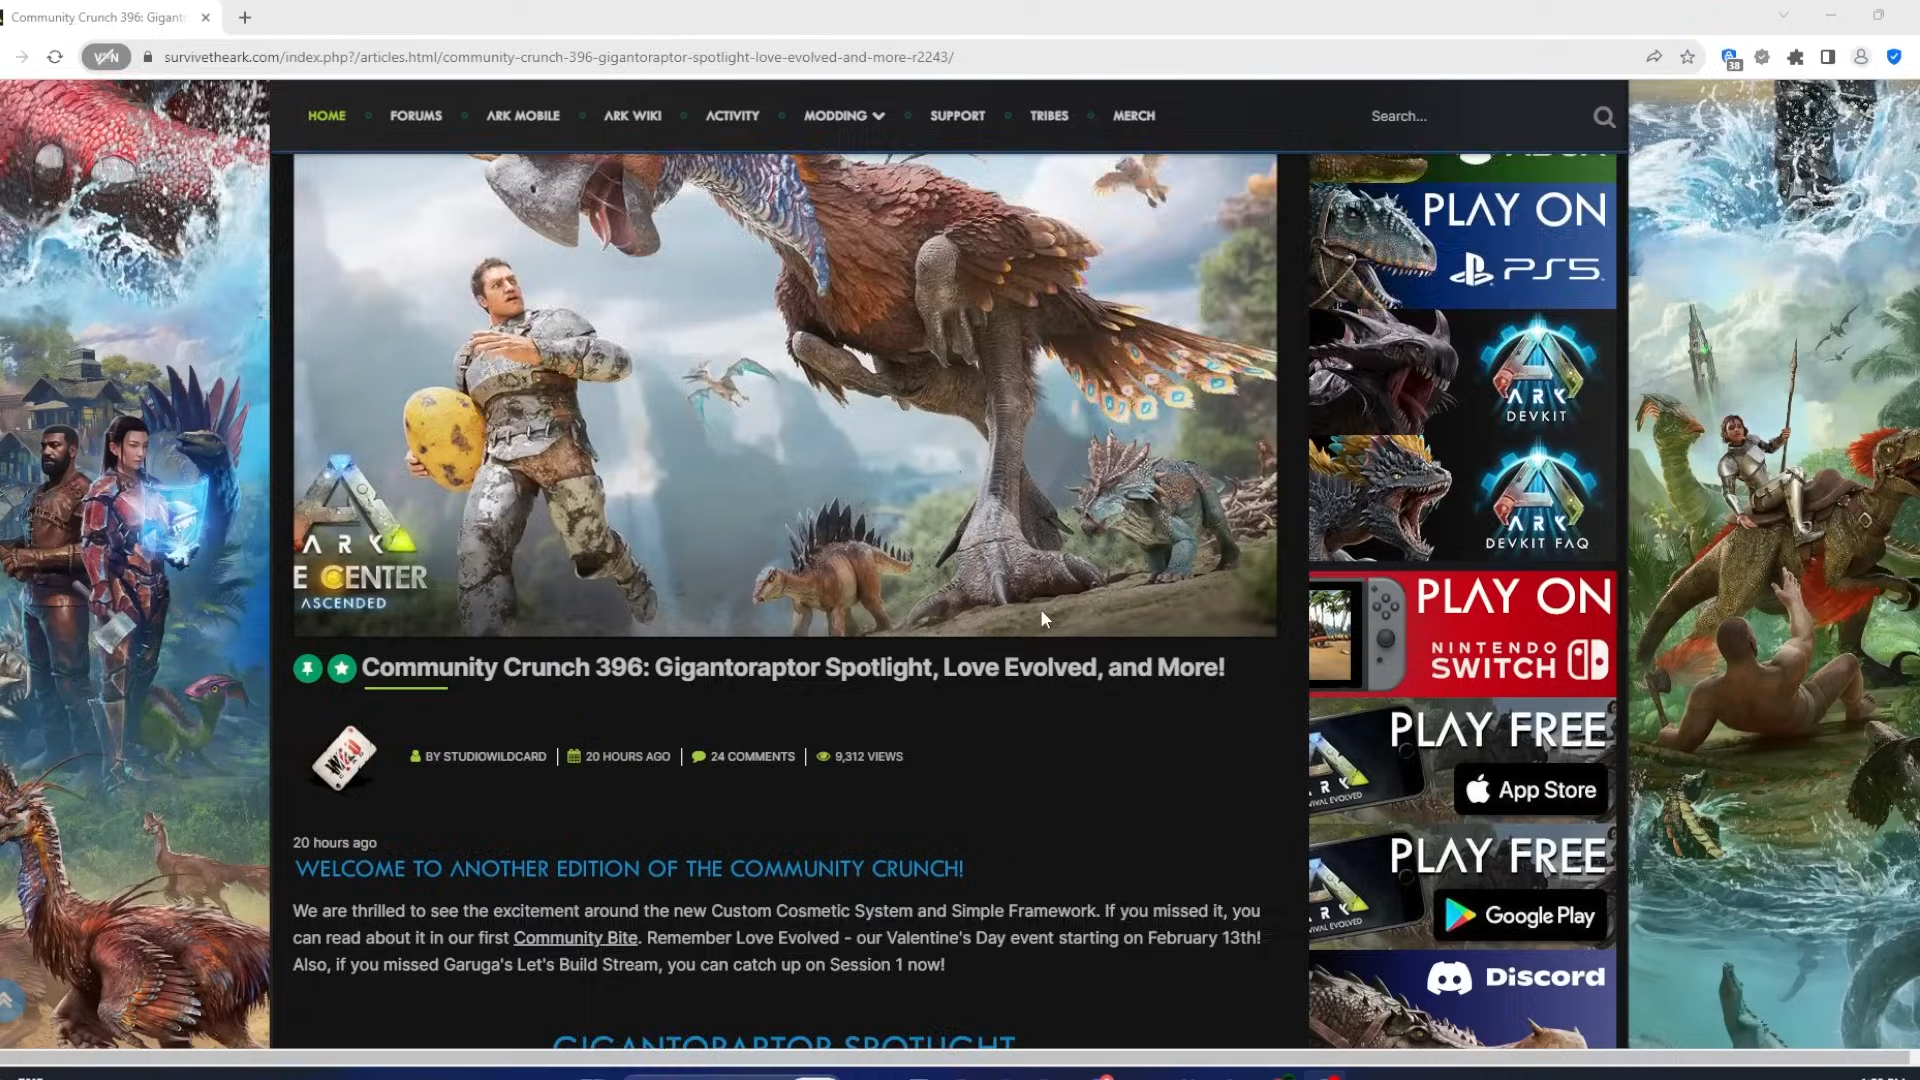 Community Crunch 396: Gigant
VPN
survivetheark.com/index.php?/articles.html/community-crunch-396-gigantoraptor-spotlight-love-evolved-and-more-r2243/
38
HOME FORUMS ARK MOBILE ARK WIKI ACTIVITY MODDING SUPPORT TRIBES MERCH
Search...
PLAY ON
PS5
ARK
DEVKIT
ARK
DEVKIT FAQ
ARK
E CENTER
ASCENDED
PLAY ON
NINTENDO
SWITCH
Community Crunch 396: Gigantoraptor Spotlight, Love Evolved, and More!
BY STUDIOWILDCARD 20 HOURS AGO 24 COMMENTS 9,312 VIEWS
PLAY FREE
App Store
PLAY FREE
Google Play
Discord
20 hours ago
WELCOME TO ANOTHER EDITION OF THE COMMUNITY CRUNCH!
We are thrilled to see the excitement around the new Custom Cosmetic System and Simple Framework. If you missed it, you
can read about it in our first Community Bite. Remember Love Evolved - our Valentine's Day event starting on February 13th!
Also, if you missed Garuga's Let's Build Stream, you can catch up on Session 1 now!
GIGANTORAPTOR SPOTLIGHT